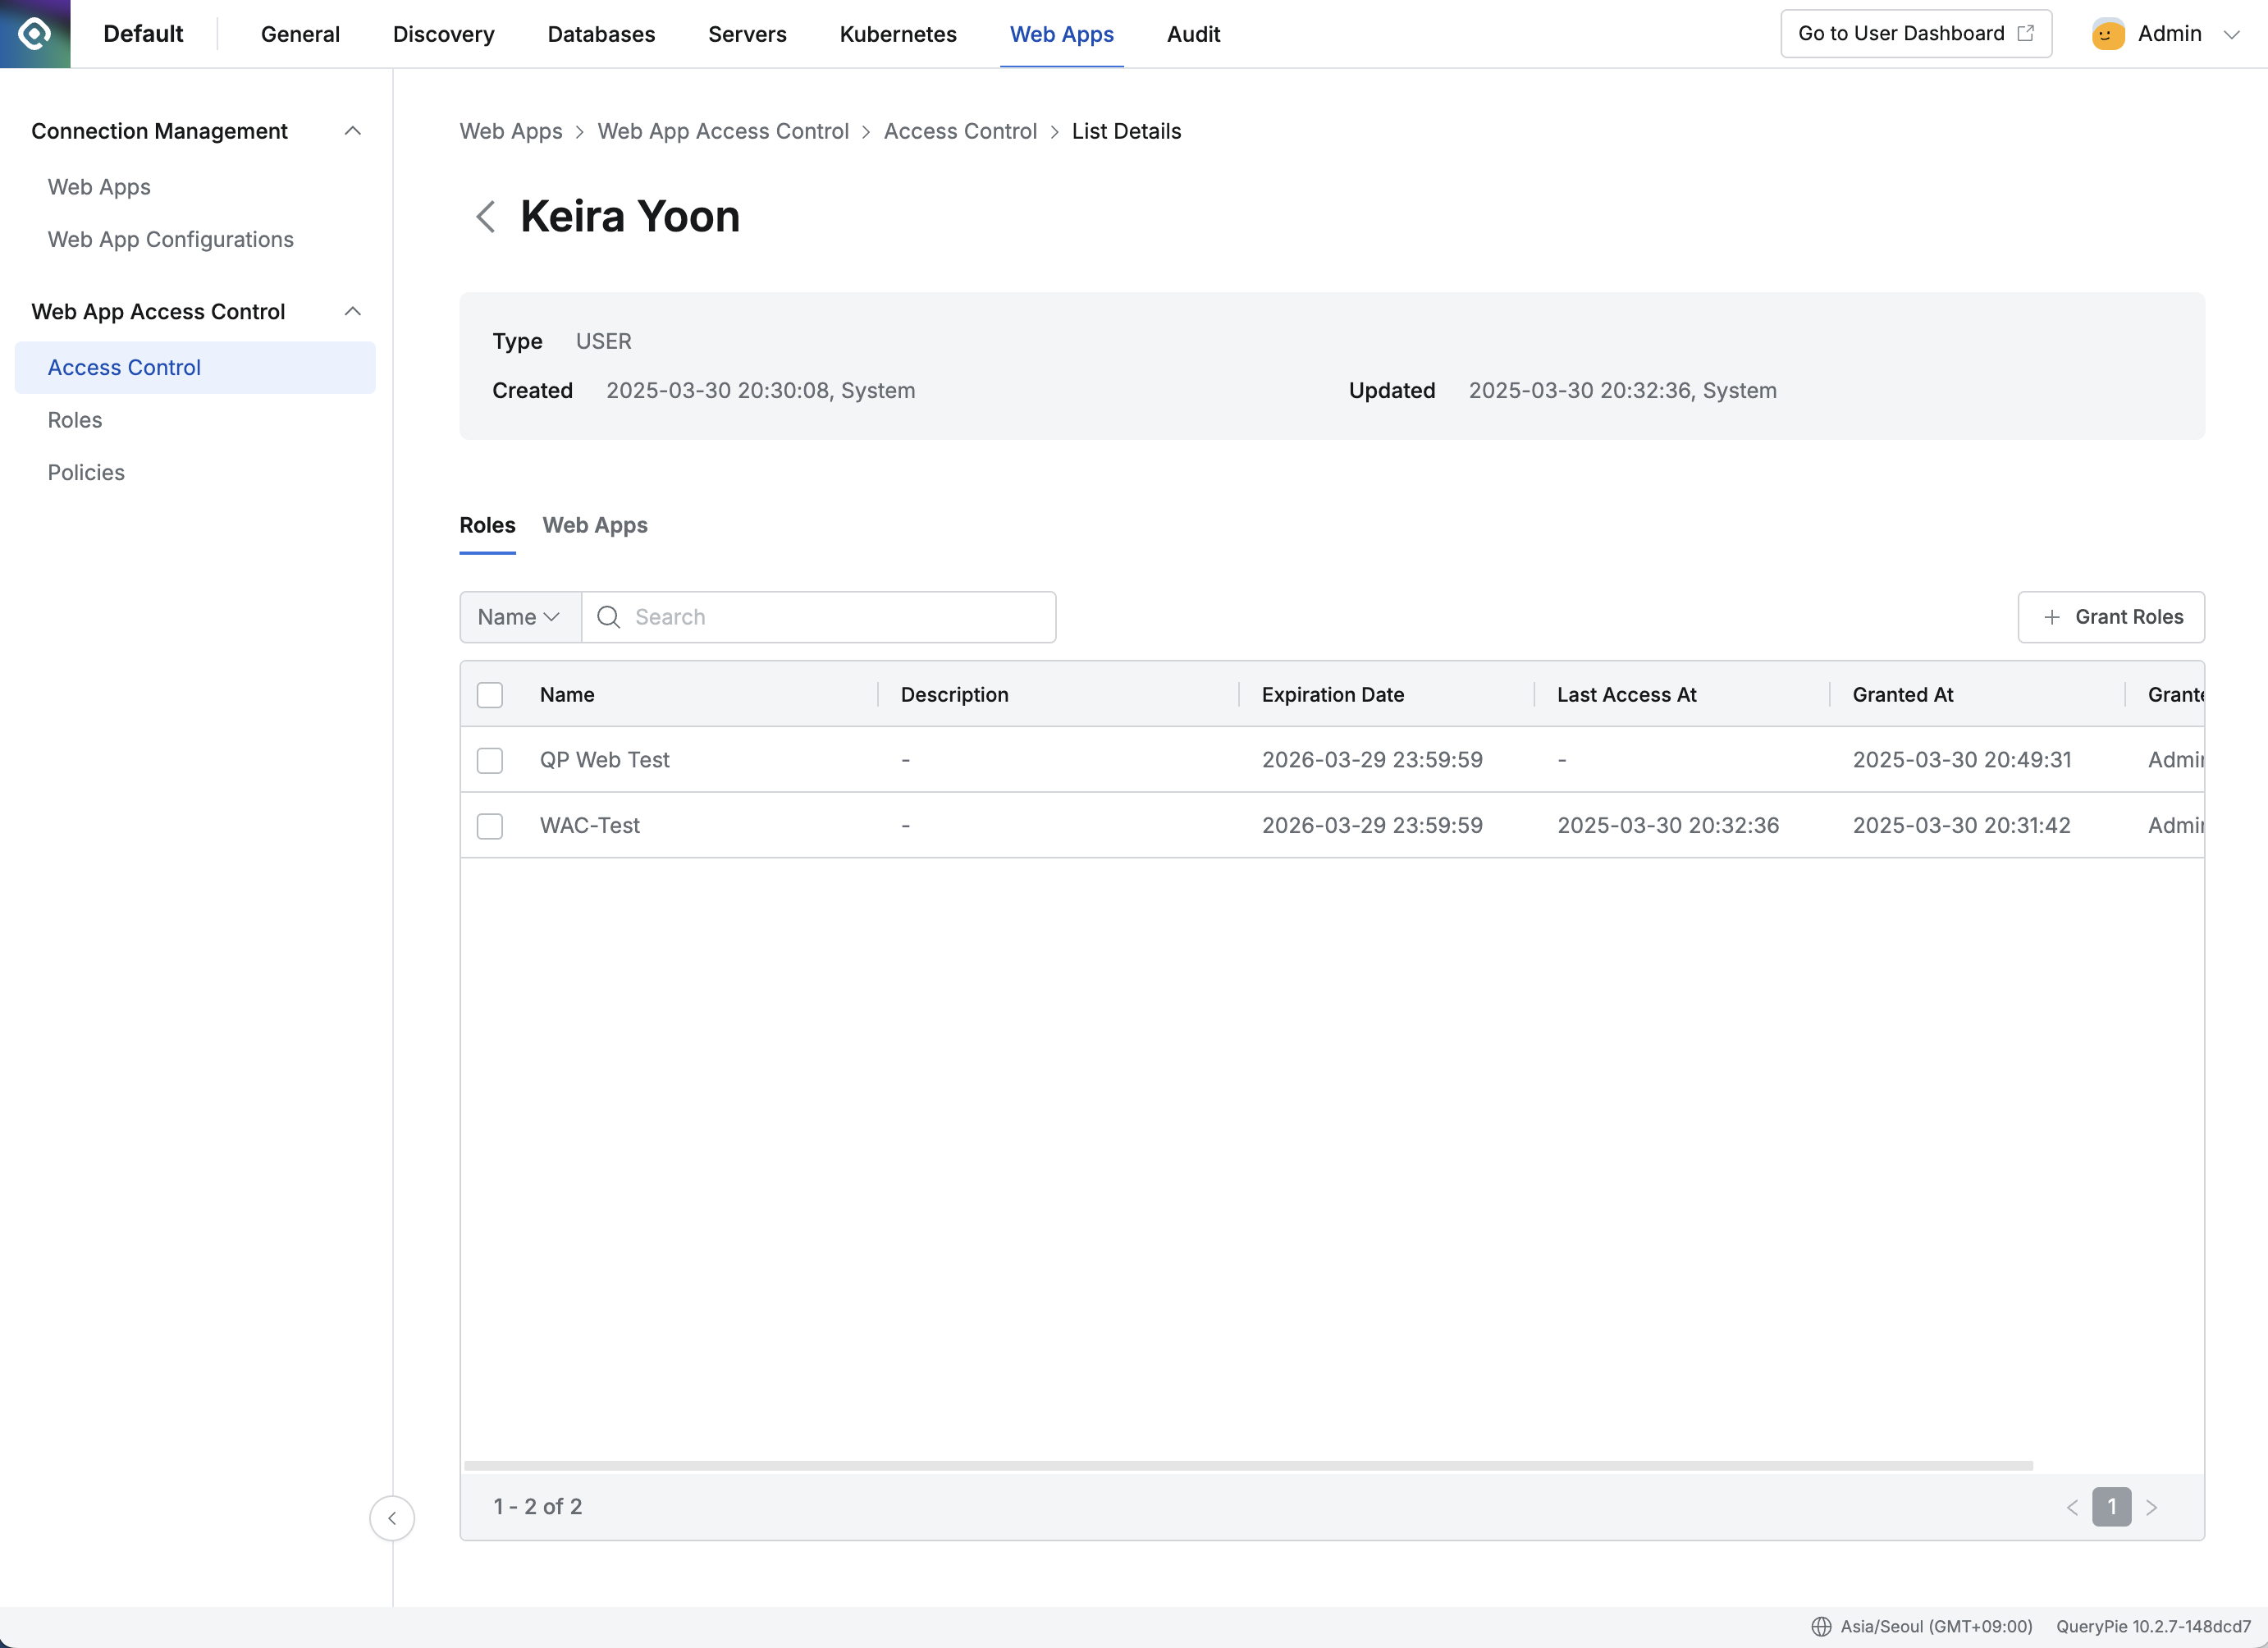 Default General Discovery Databases Servers Kubernetes Web Apps Audit Go to User Dashboard Admin
Connection Management
Web Apps
Web App Configurations
Web App Access Control
Access Control
Roles
Policies
Web Apps > Web App Access Control > Access Control > List Details
Keira Yoon
Type USER
Created 2025-03-30 20:30:08, System Updated 2025-03-30 20:32:36, System
Roles Web Apps
Name Search + Grant Roles
Name Description Expiration Date Last Access At Granted At
QP Web Test - 2026-03-29 23:59:59 - 2025-03-30 20:49:31
WAC-Test - 2026-03-29 23:59:59 2025-03-30 20:32:36 2025-03-30 20:31:42
1 - 2 of 2 < 1 >
Asia/Seoul (GMT+09:00) QueryPie 10.2.7-148dcd7